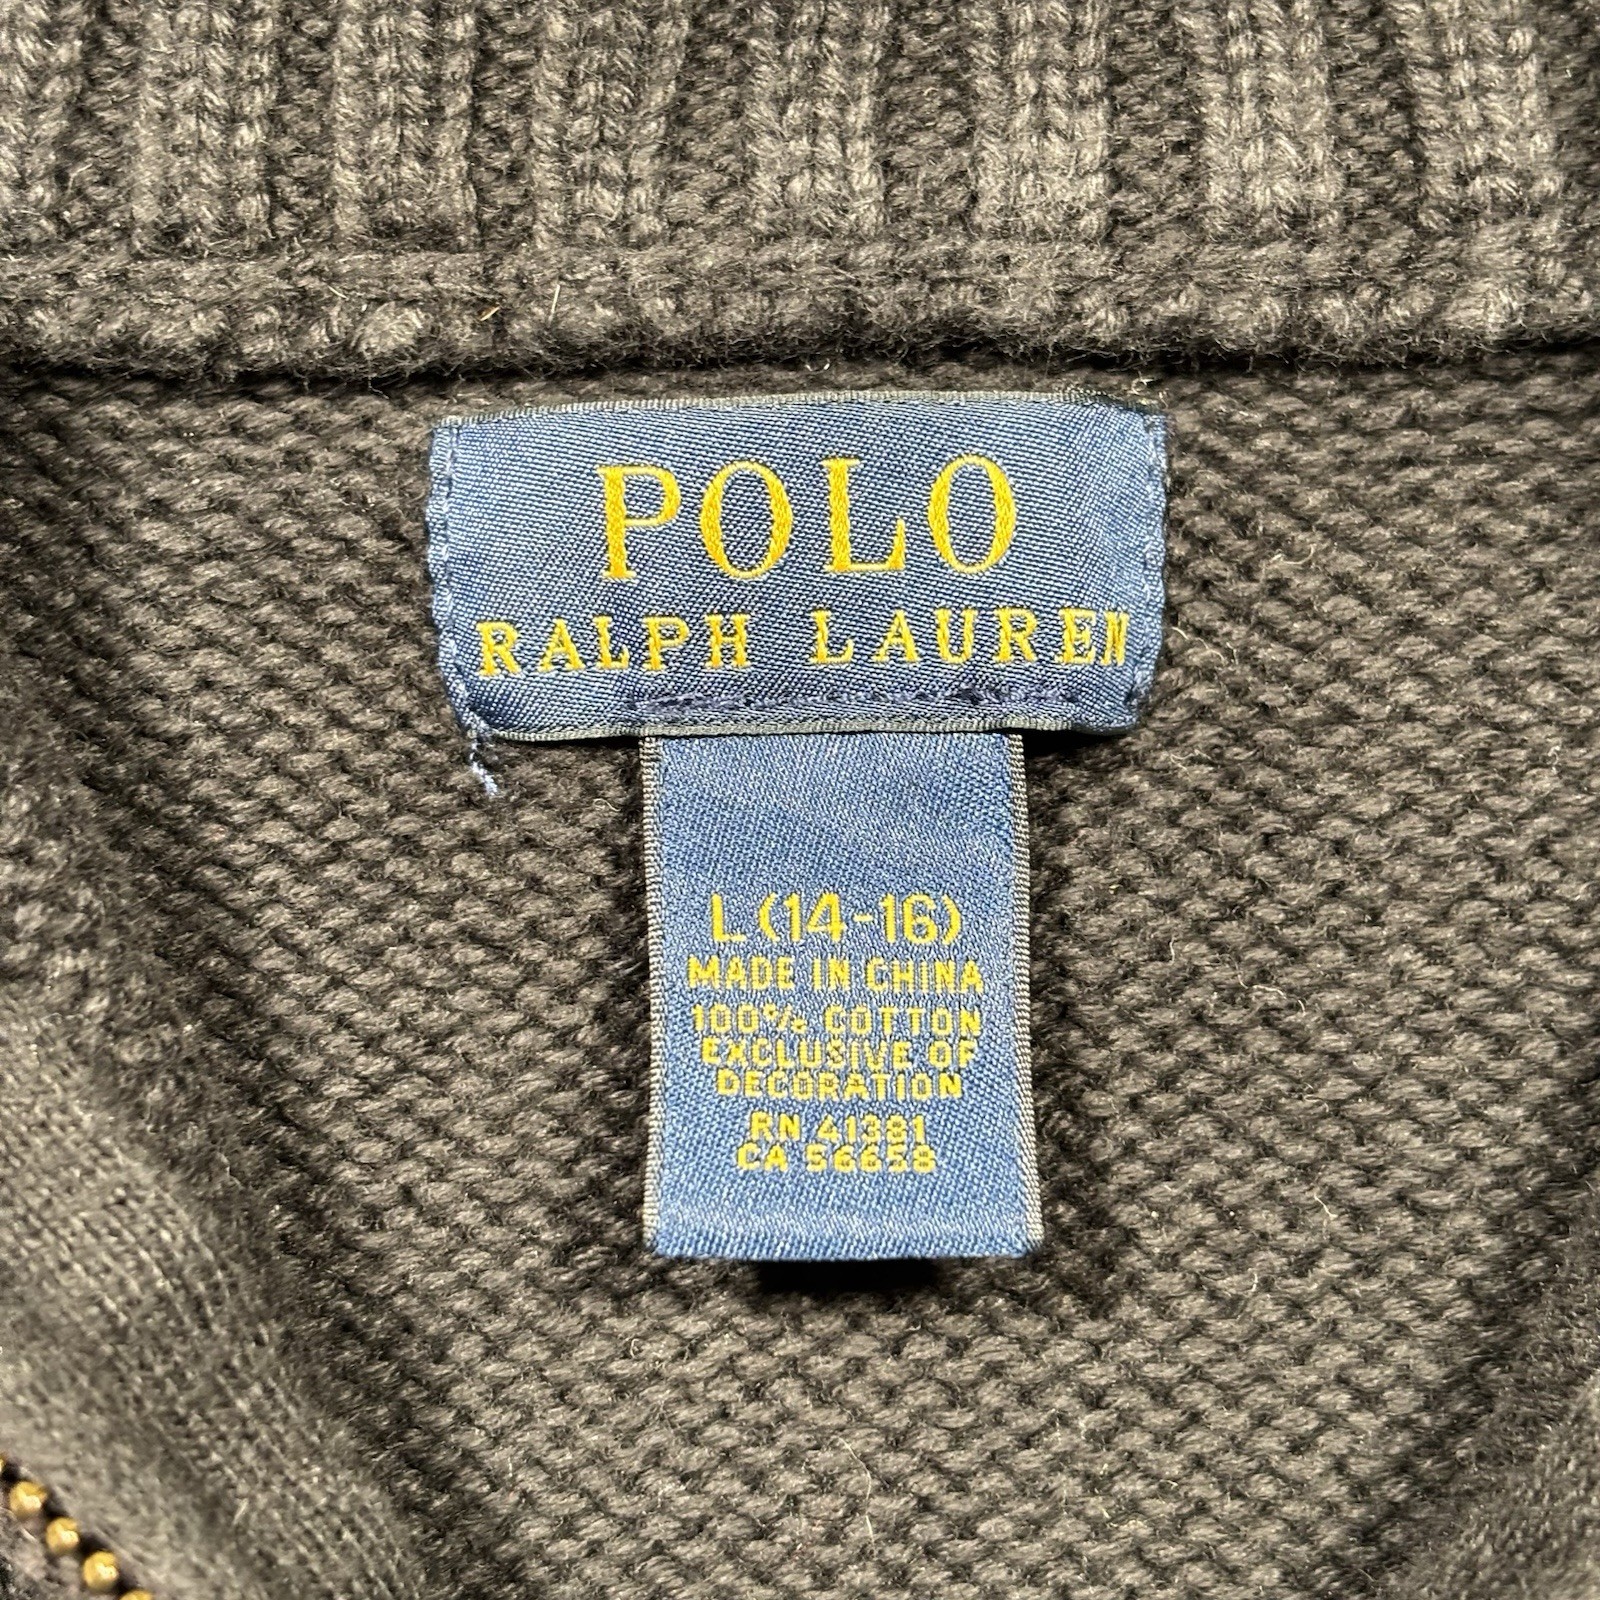 POLO
RALPH LAUREN
L (14-16)
MADE IN CHINA
100% COTTON
EXCLUSIVE OF
DECORATION
RN 41381
CA 56658